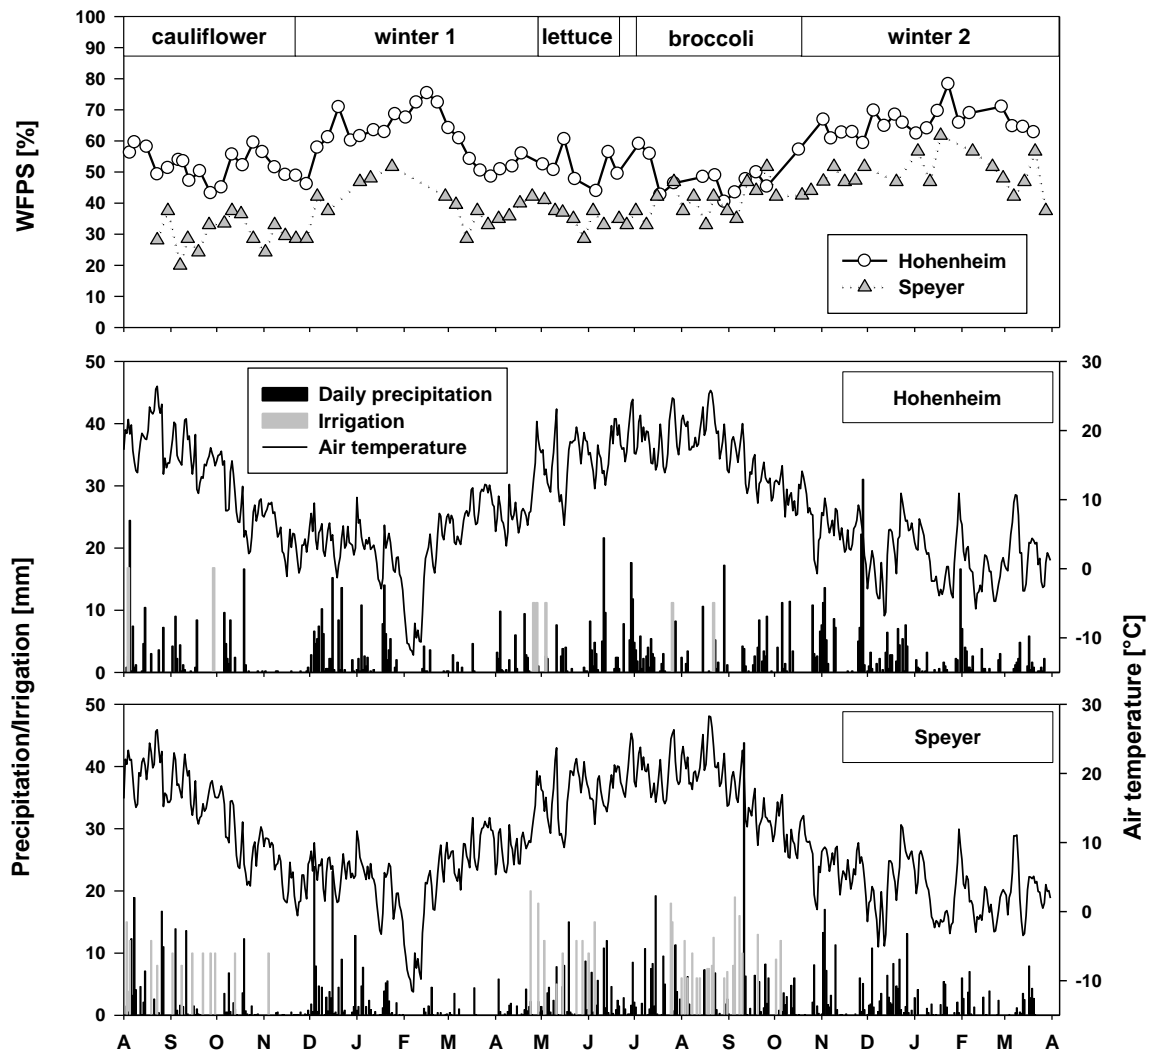 cauliflower winter 1 lettuce broccoli winter 2
100
90
80
70
60
50
40
30
20
10
0
WFPS [%]
Hohenheim
Speyer
A S O N D J F M A M J J A S O N D J F M A
50
40
30
20
10
0
30
20
10
0
-10
Daily precipitation
Irrigation
Air temperature
Hohenheim
Precipitation/Irrigation [mm]
Air temperature [°C]
50
40
30
20
10
0
30
20
10
0
-10
Speyer
A S O N D J F M A M J J A S O N D J F M A